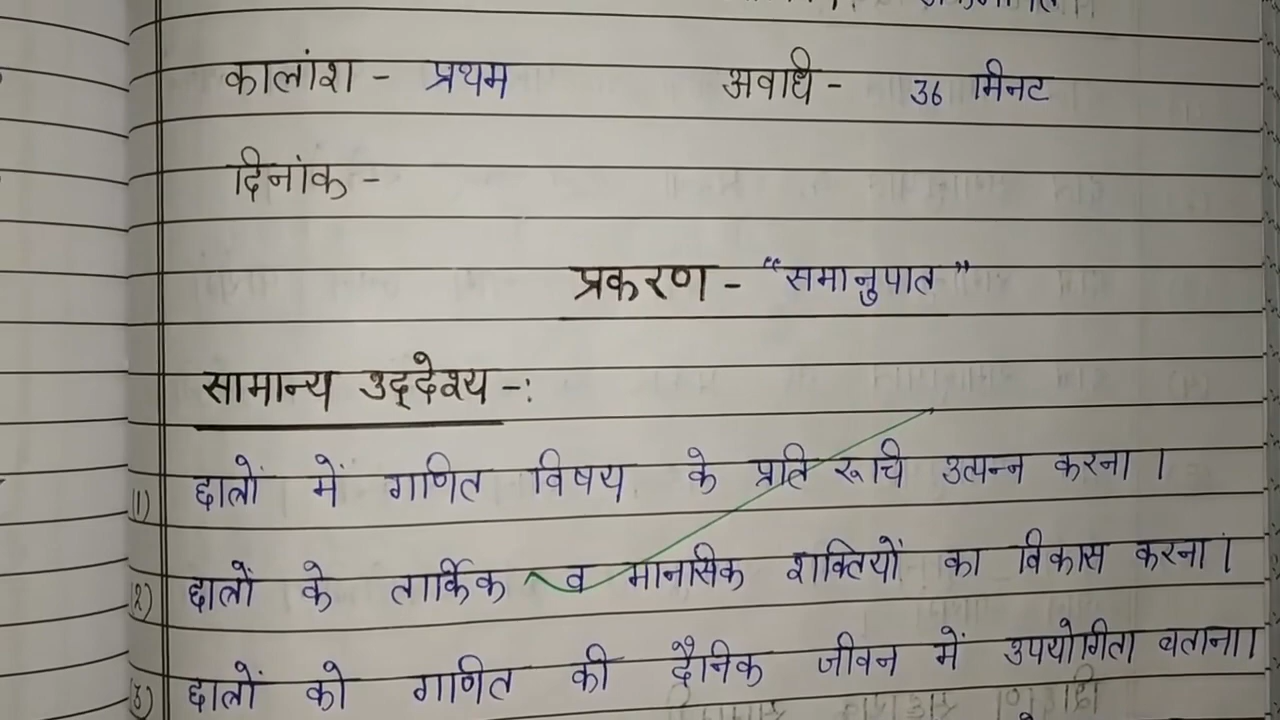 कालांश - प्रथम अवधि - 36 मिनट
दिनांक -
प्रकरण - “समानुपात”
सामान्य उद्देश्य -:
(1) छात्रों में गणित विषय के प्रति रूचि उत्पन्न करना ।
(2) छात्रों के तार्किक व मानसिक शक्तियों का विकास करना ।
छात्रों को गणित की दैनिक जीवन में उपयोगिता बताना ।